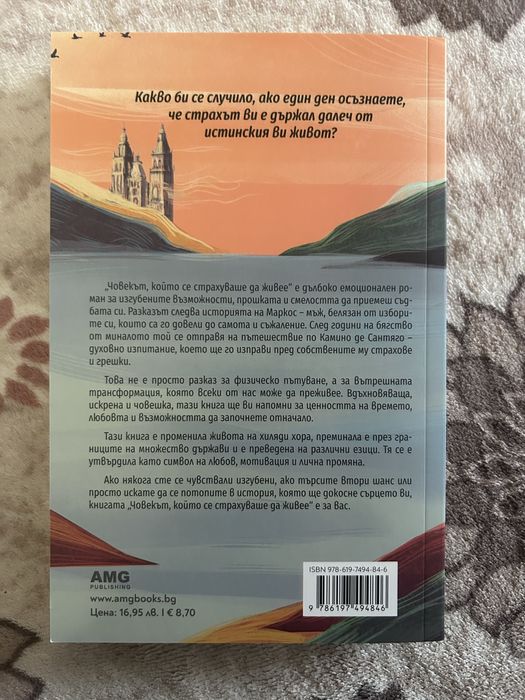 Какво би се случило, ако един ден осъзнаете,
че страхът ви е държал далеч от
истинския ви живот?
„Човекът, който се страхуваше да живее“ е дълбоко емоционален ро-
ман за изгубените възможности, прошката и смелостта да приемеш съд-
бата си. Разказът следва историята на Маркос – мъж, белязан от избори-
те си, които са го довели до самота и съжаление. След години на бягство
от миналото той се отправя на пътешествие по Камино де Сантяго –
духовно изпитание, което ще го изправи пред собствените му страхове
и грешки.
Това не е просто разказ за физическо пътуване, а за вътрешната
трансформация, която всеки от нас може да преживее. Вдъхновяваща,
искрена и човешка, тази книга ще ви напомни за ценността на времето,
любовта и възможността да започнете отначало.
Тази книга е променила живота на хиляди хора, преминала е през гра-
ниците на множество държави и е преведена на различни езици. Тя се е
утвърдила като символ на любов, мотивация и лична промяна.
Ако някога сте се чувствали изгубени, ако търсите втори шанс или
просто искате да се потопите в история, която ще докосне сърцето ви,
книгата „Човекът, който се страхуваше да живее“ е за вас.
AMG
PUBLISHING
www.amgbooks.bg
Цена: 16,95 лв. | € 8,70
ISBN 978-619-7494-84-6
9 786197 494846